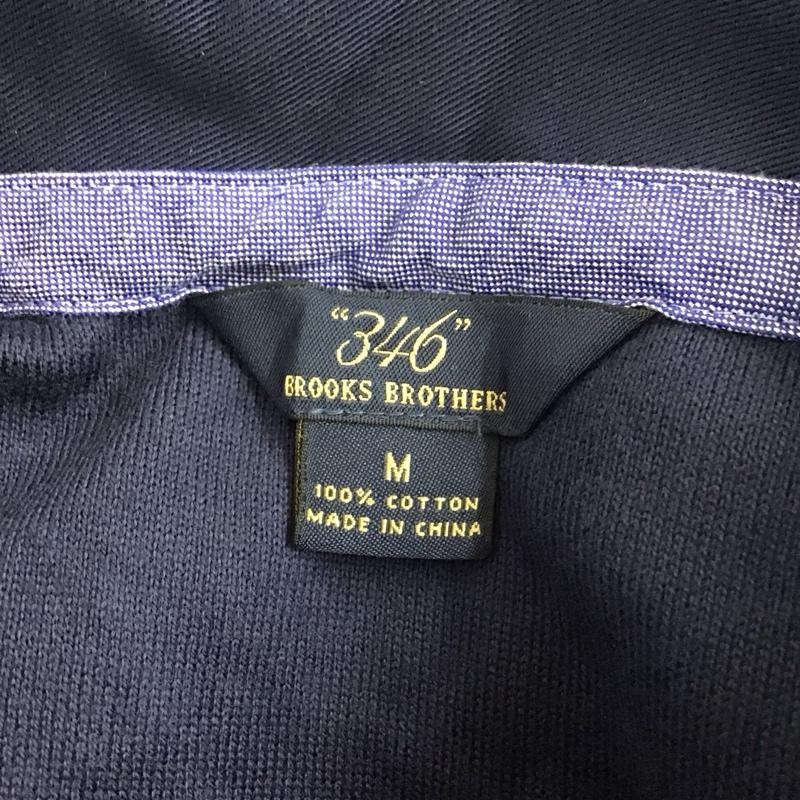 “346”
BROOKS BROTHERS
M
100% COTTON
MADE IN CHINA